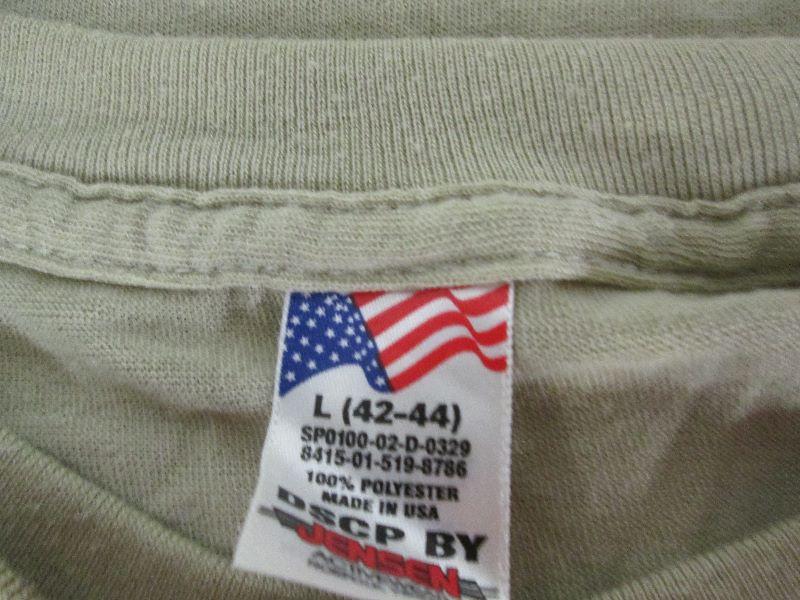 L (42-44)
SP0100-02-D-0329
8415-01-519-8786
100% POLYESTER
MADE IN USA
DSCP BY
JENSEN